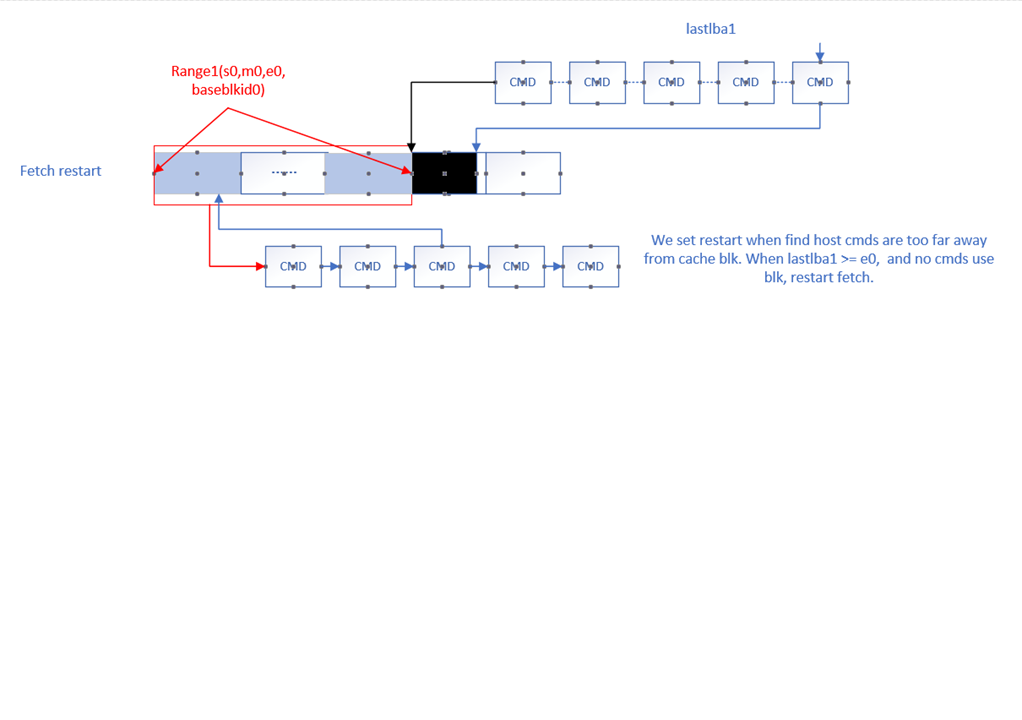 lastlba1
Range1(s0,m0,e0,
baseblkid0)
CMD CMD CMD CMD CMD
Fetch restart
We set restart when find host cmds are too far away
from cache blk. When lastlba1 >= e0,  and no cmds use
blk, restart fetch.
CMD CMD CMD CMD CMD